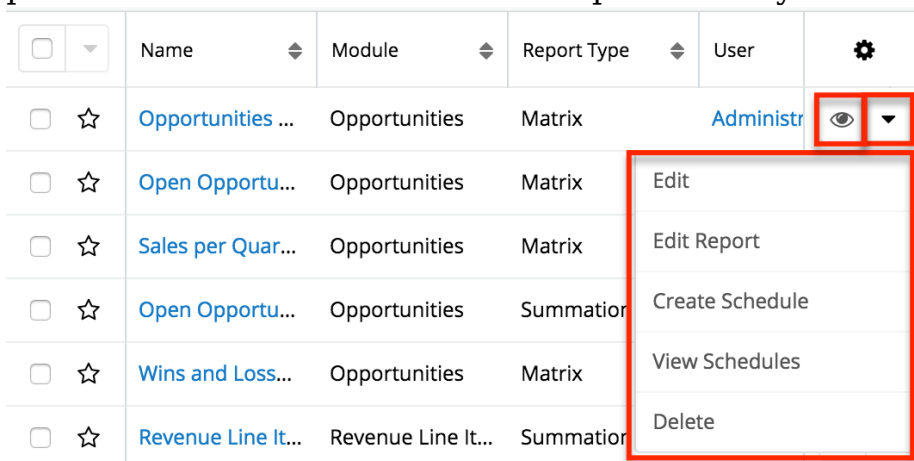 Name Module Report Type User
Opportunities ... Opportunities Matrix Administr
Open Opportu... Opportunities Matrix
Edit
Sales per Quar... Opportunities Matrix
Edit Report
Open Opportu... Opportunities Summation
Create Schedule
Wins and Loss... Opportunities Matrix
View Schedules
Revenue Line It... Revenue Line It... Summation
Delete